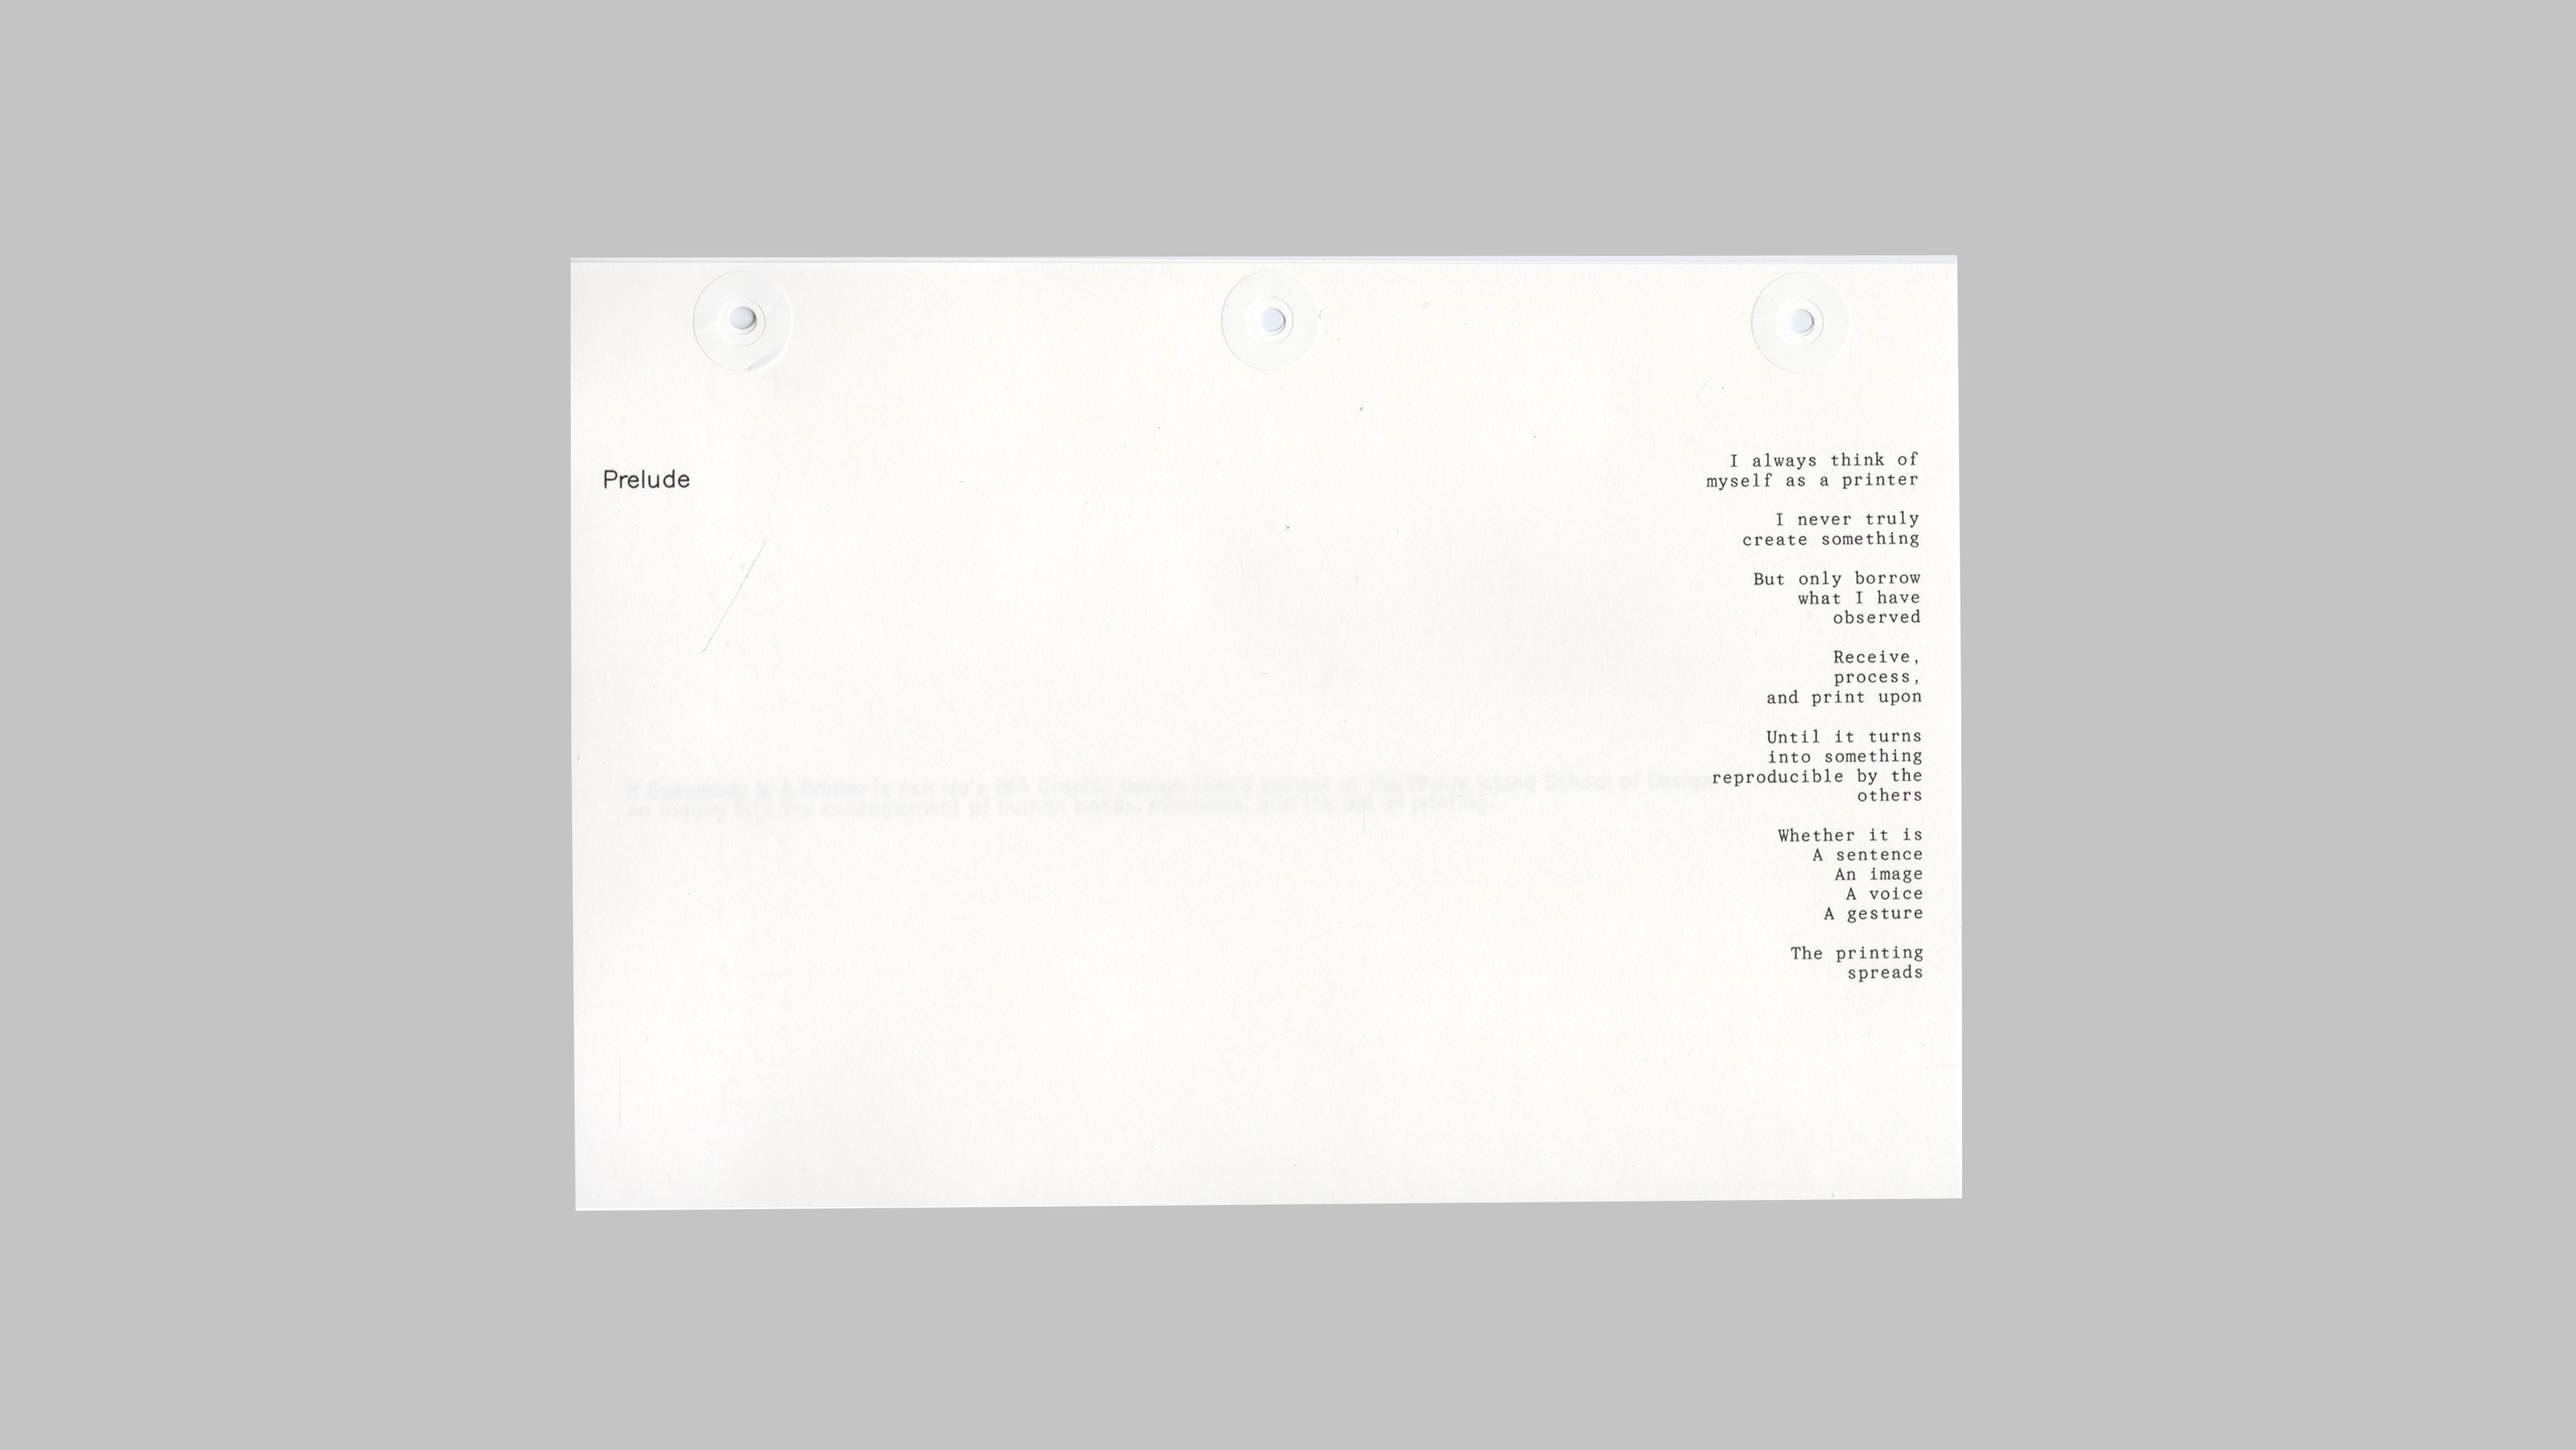 Prelude
I always think of
myself as a printer
I never truly
create something
But only borrow
what I have
observed
Receive,
process,
and print upon
Until it turns
into something
reproducible by the
others
Whether it is
A sentence
An image
A voice
A gesture
The printing
spreads
If Everybody Is A Printer is Ash Ma's BFA Graphic Design project at the Rhode Island School of Design
An inquiry into the entanglement of human hands, machines, and the act of printing.